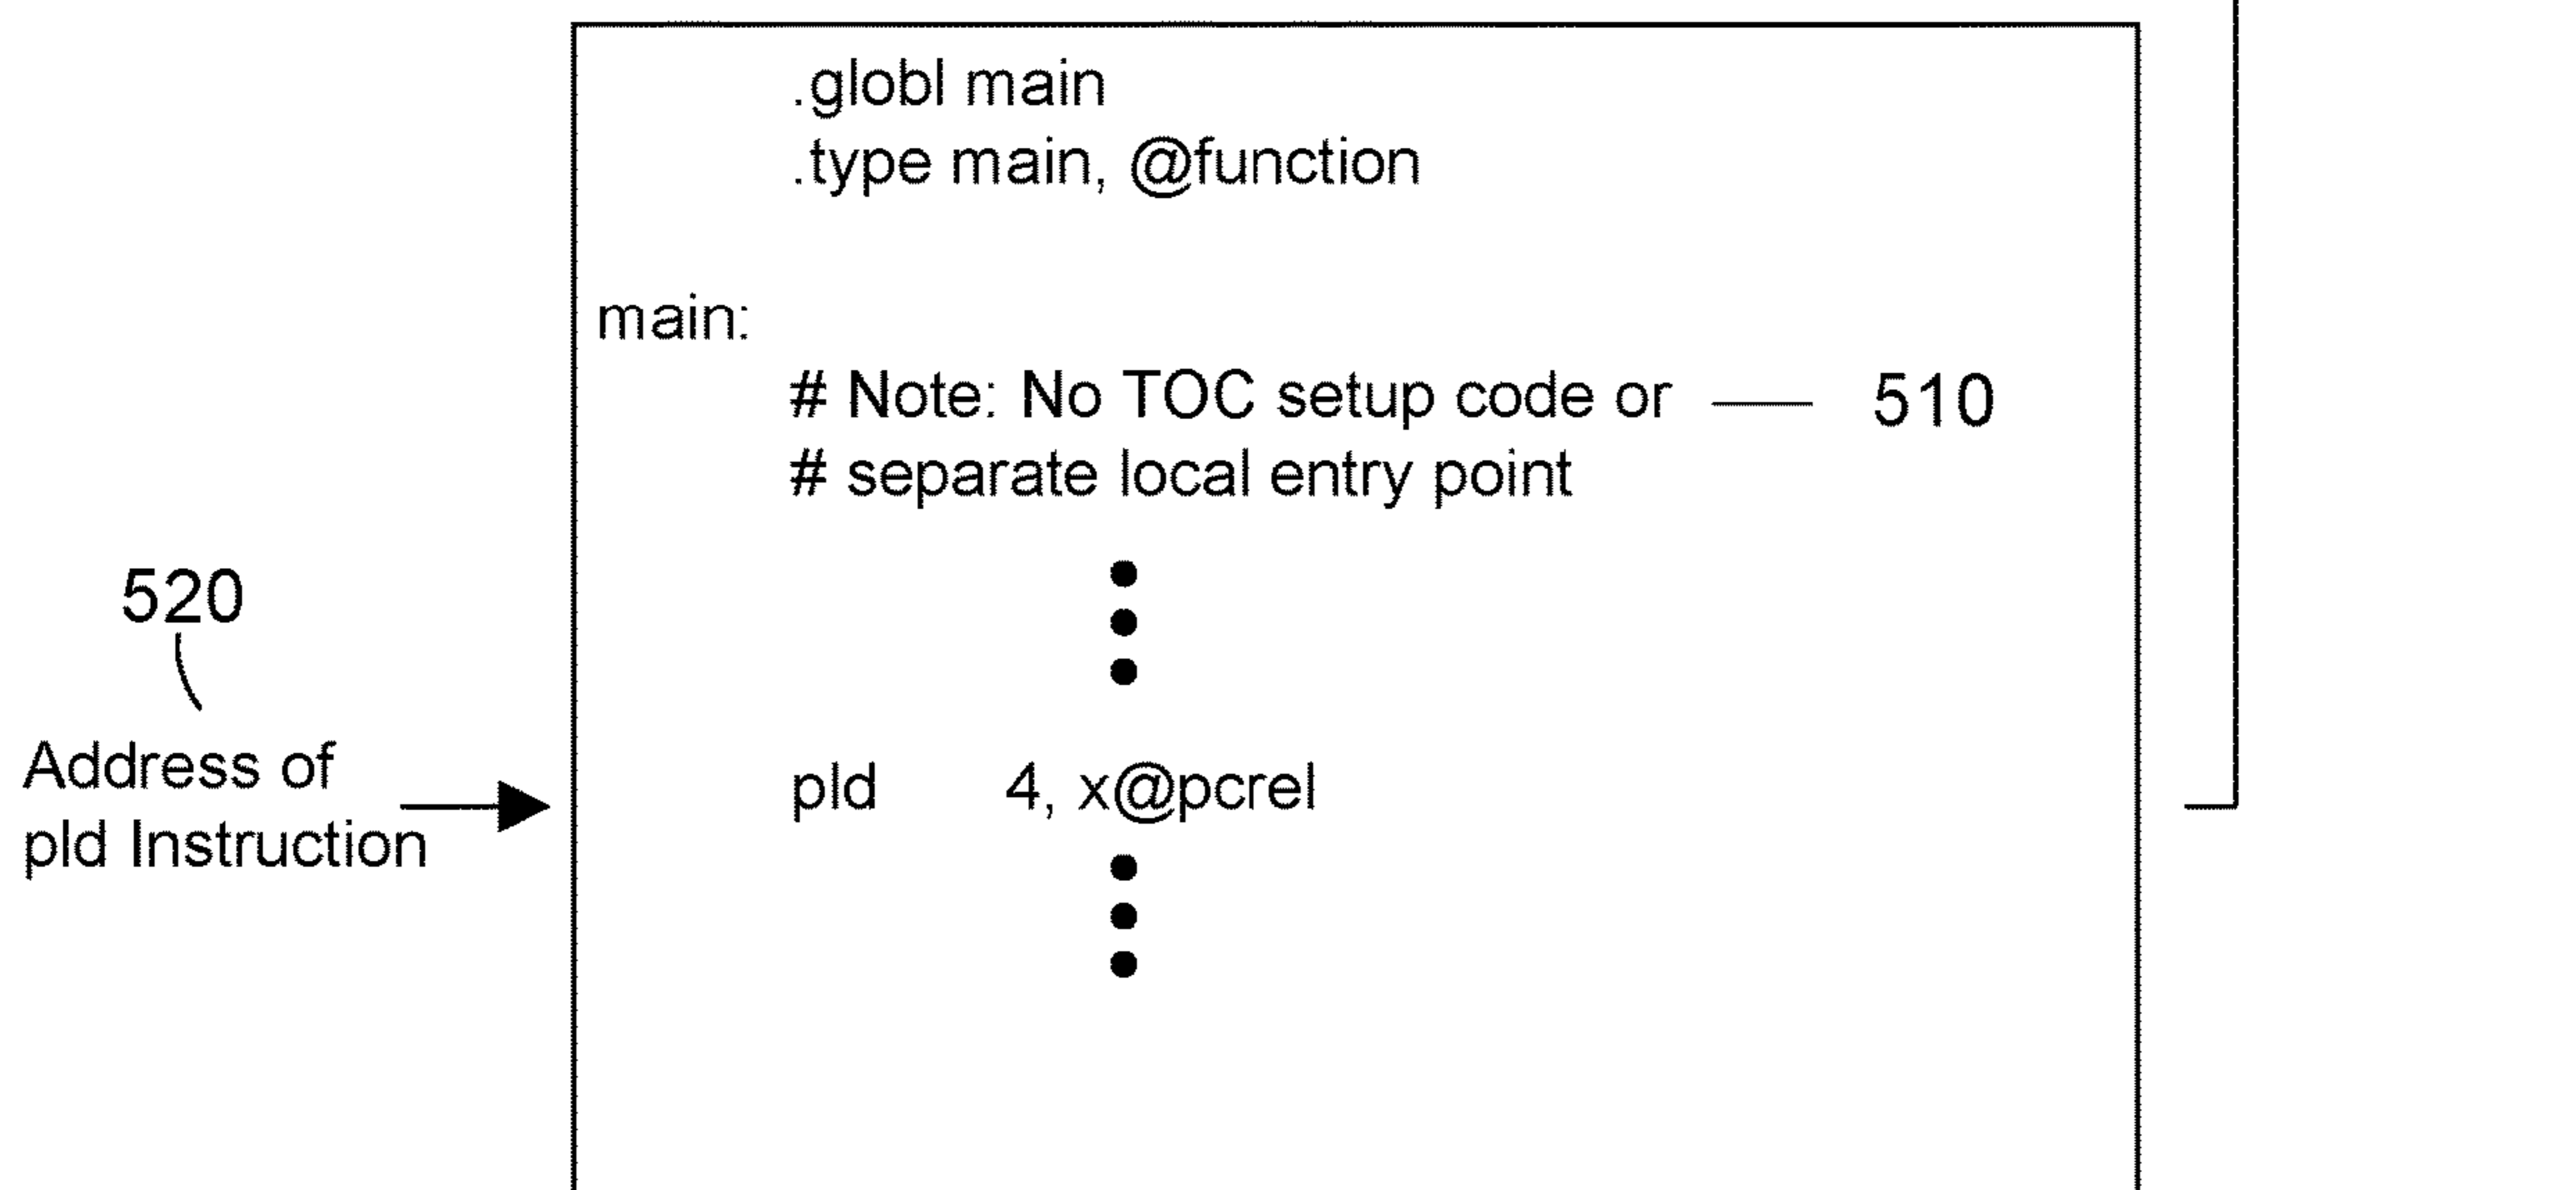 .globl main
.type main, @function
main:
# Note: No TOC setup code or 510
# separate local entry point
520
Address of
pld Instruction
pld 4, x@pcrel